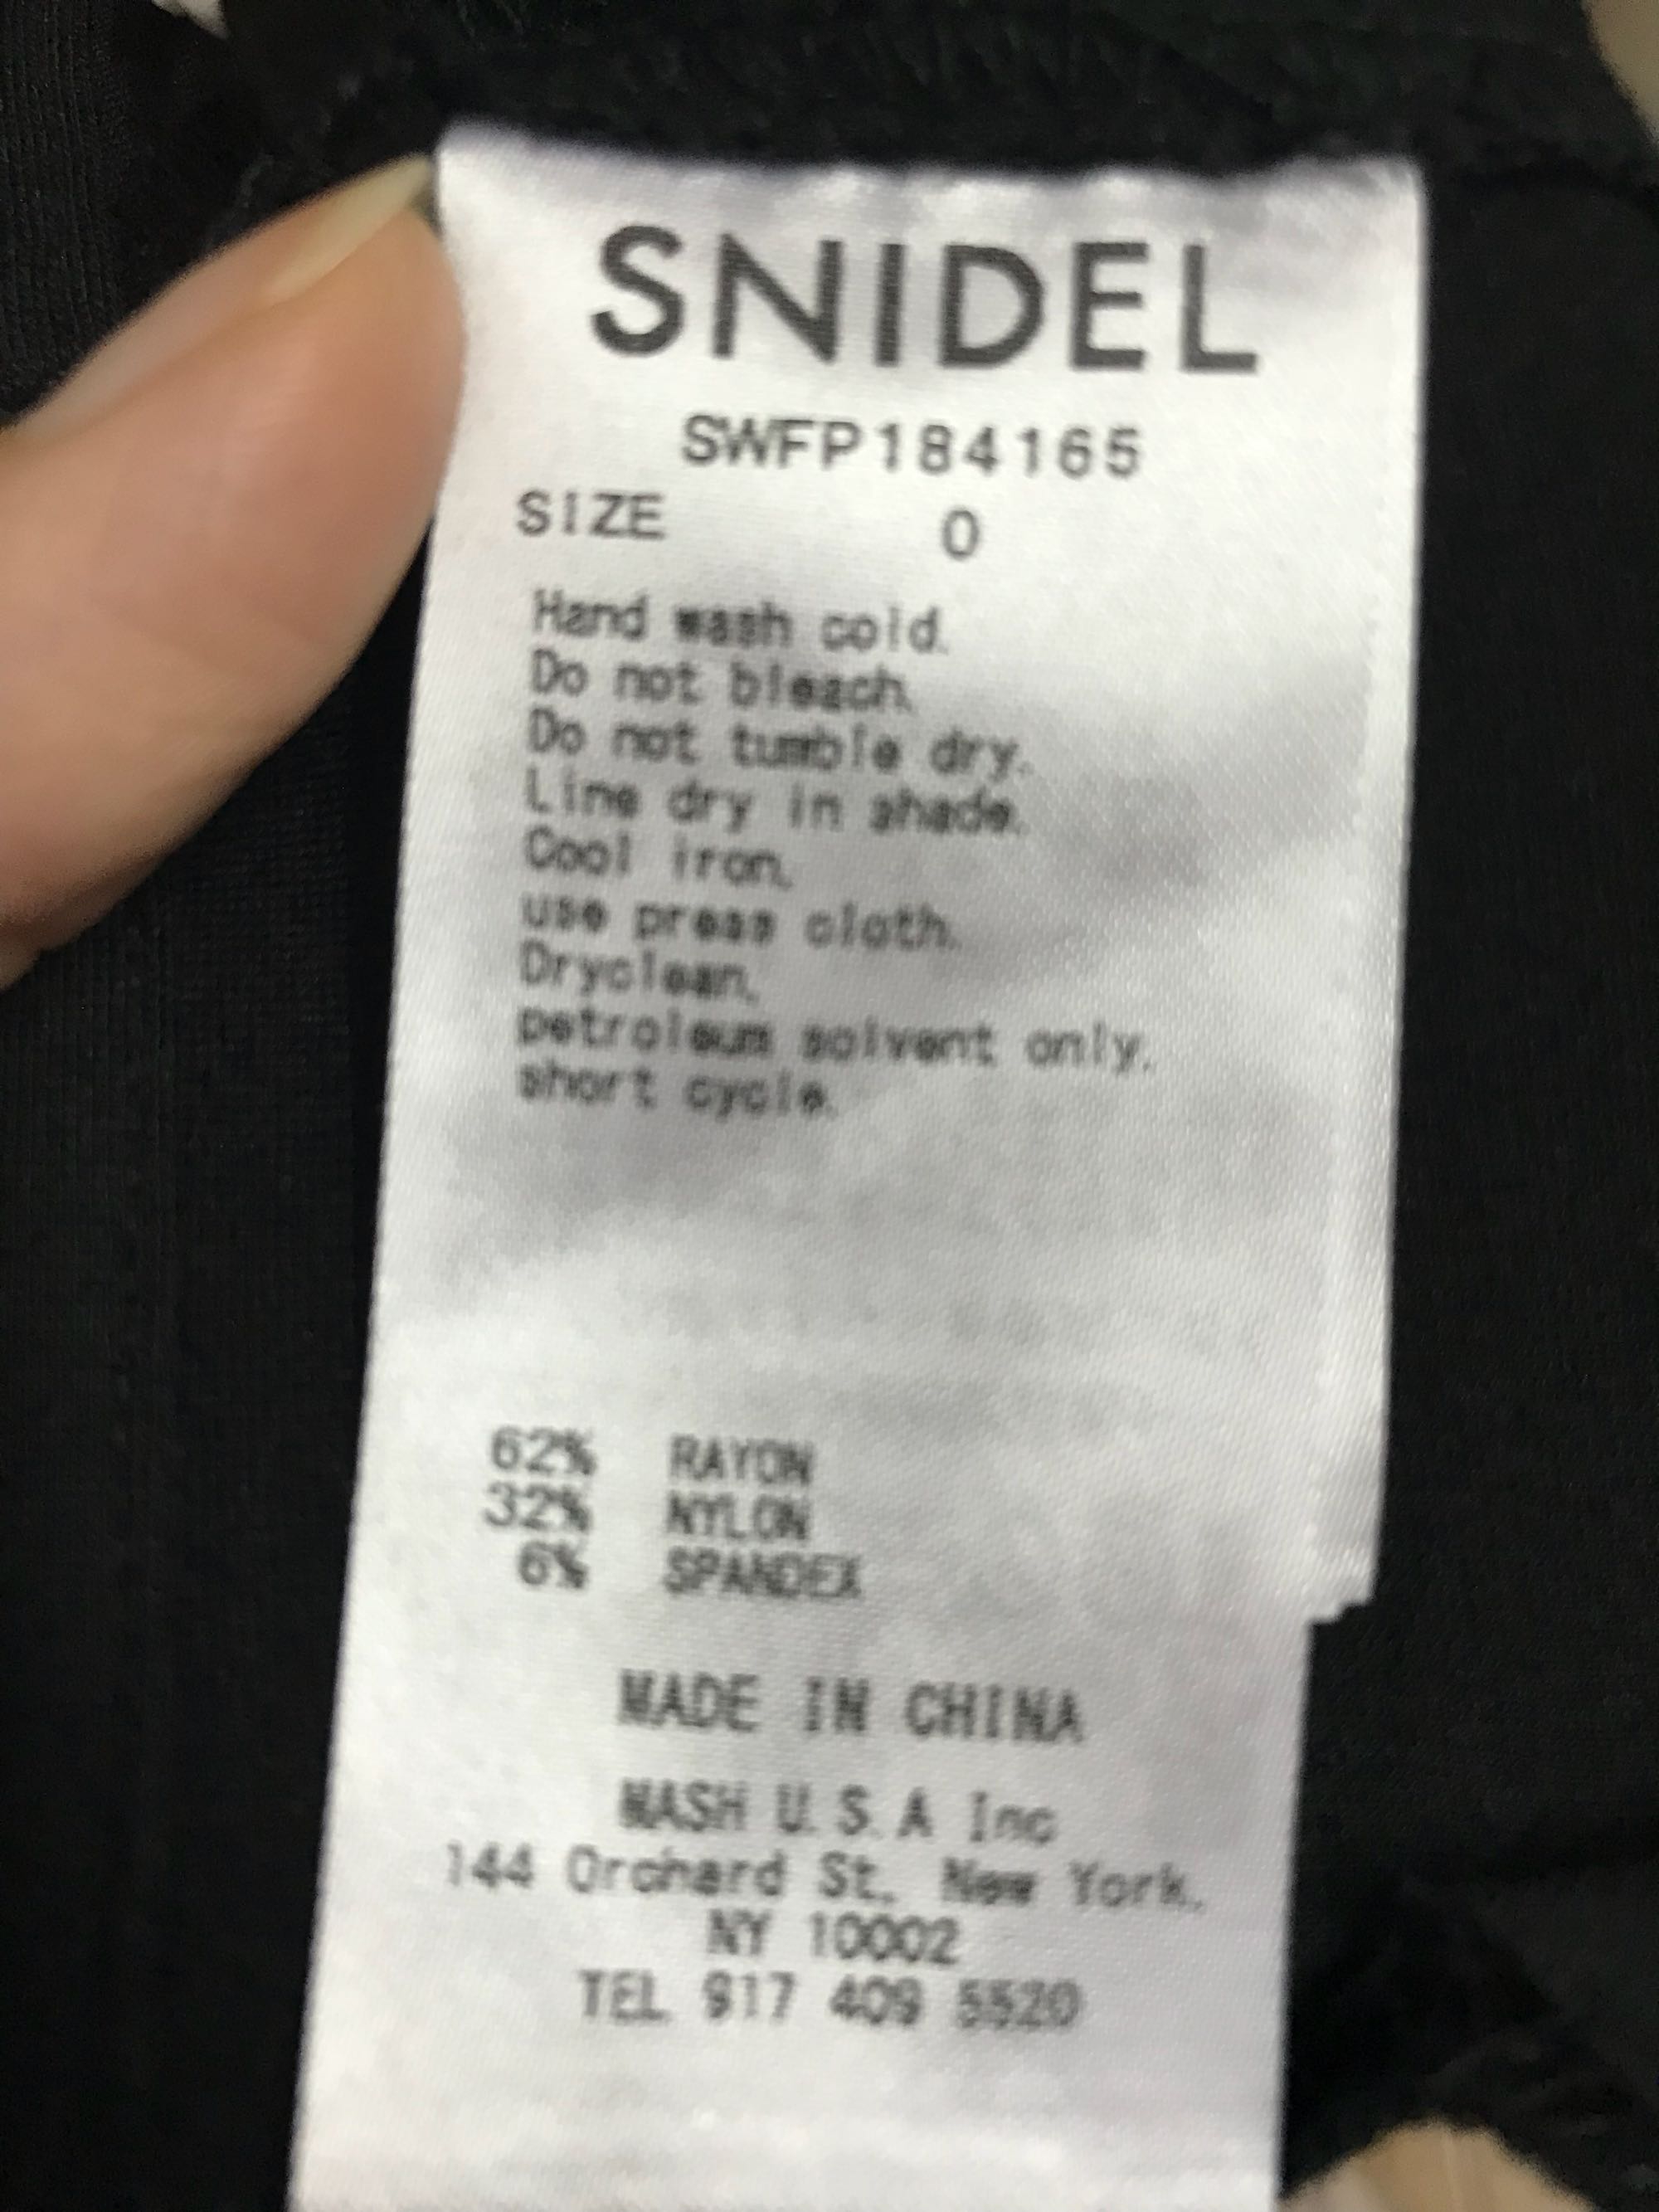 SNIDEL
SWFP184165
SIZE 0
Hand wash cold.
Do not bleach.
Do not tumble dry.
Line dry in shade.
Cool iron,
use press cloth.
Dryclean,
petroleum solvent only.
short cycle.
62% RAYON
32% NYLON
6% SPANDEX
MADE IN CHINA
MASH U.S.A Inc
144 Orchard St, New York,
NY 10002
TEL 917 409 5520